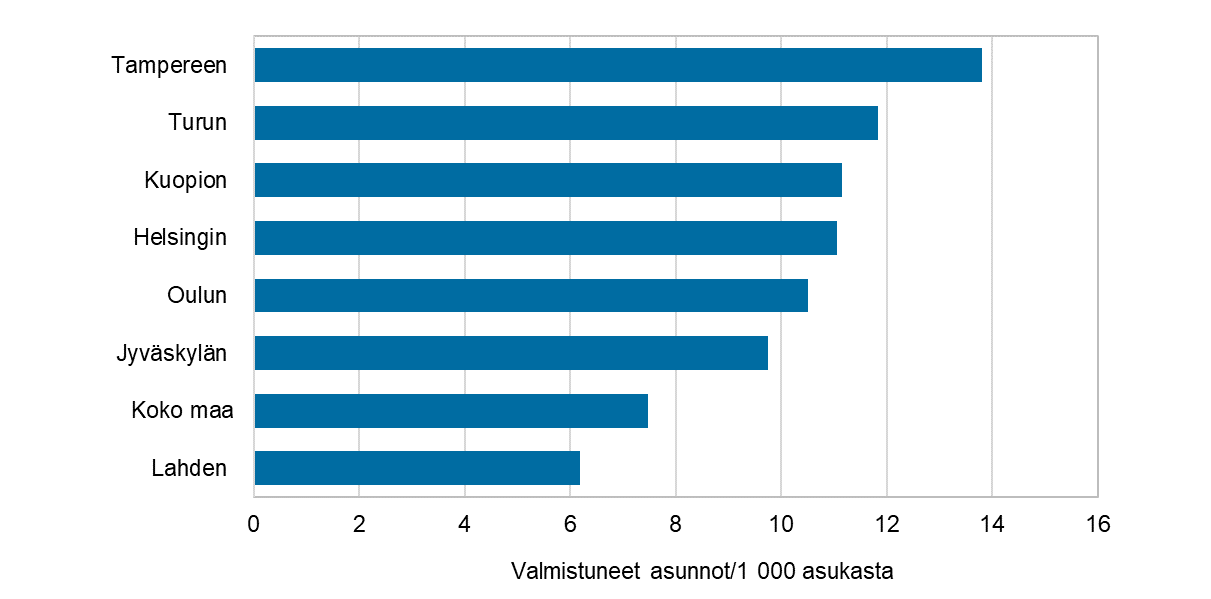 Tampereen
Turun
Kuopion
Helsingin
Oulun
Jyväskylän
Koko maa
Lahden
0 2 4 6 8 10 12 14 16
Valmistuneet asunnot/1 000 asukasta